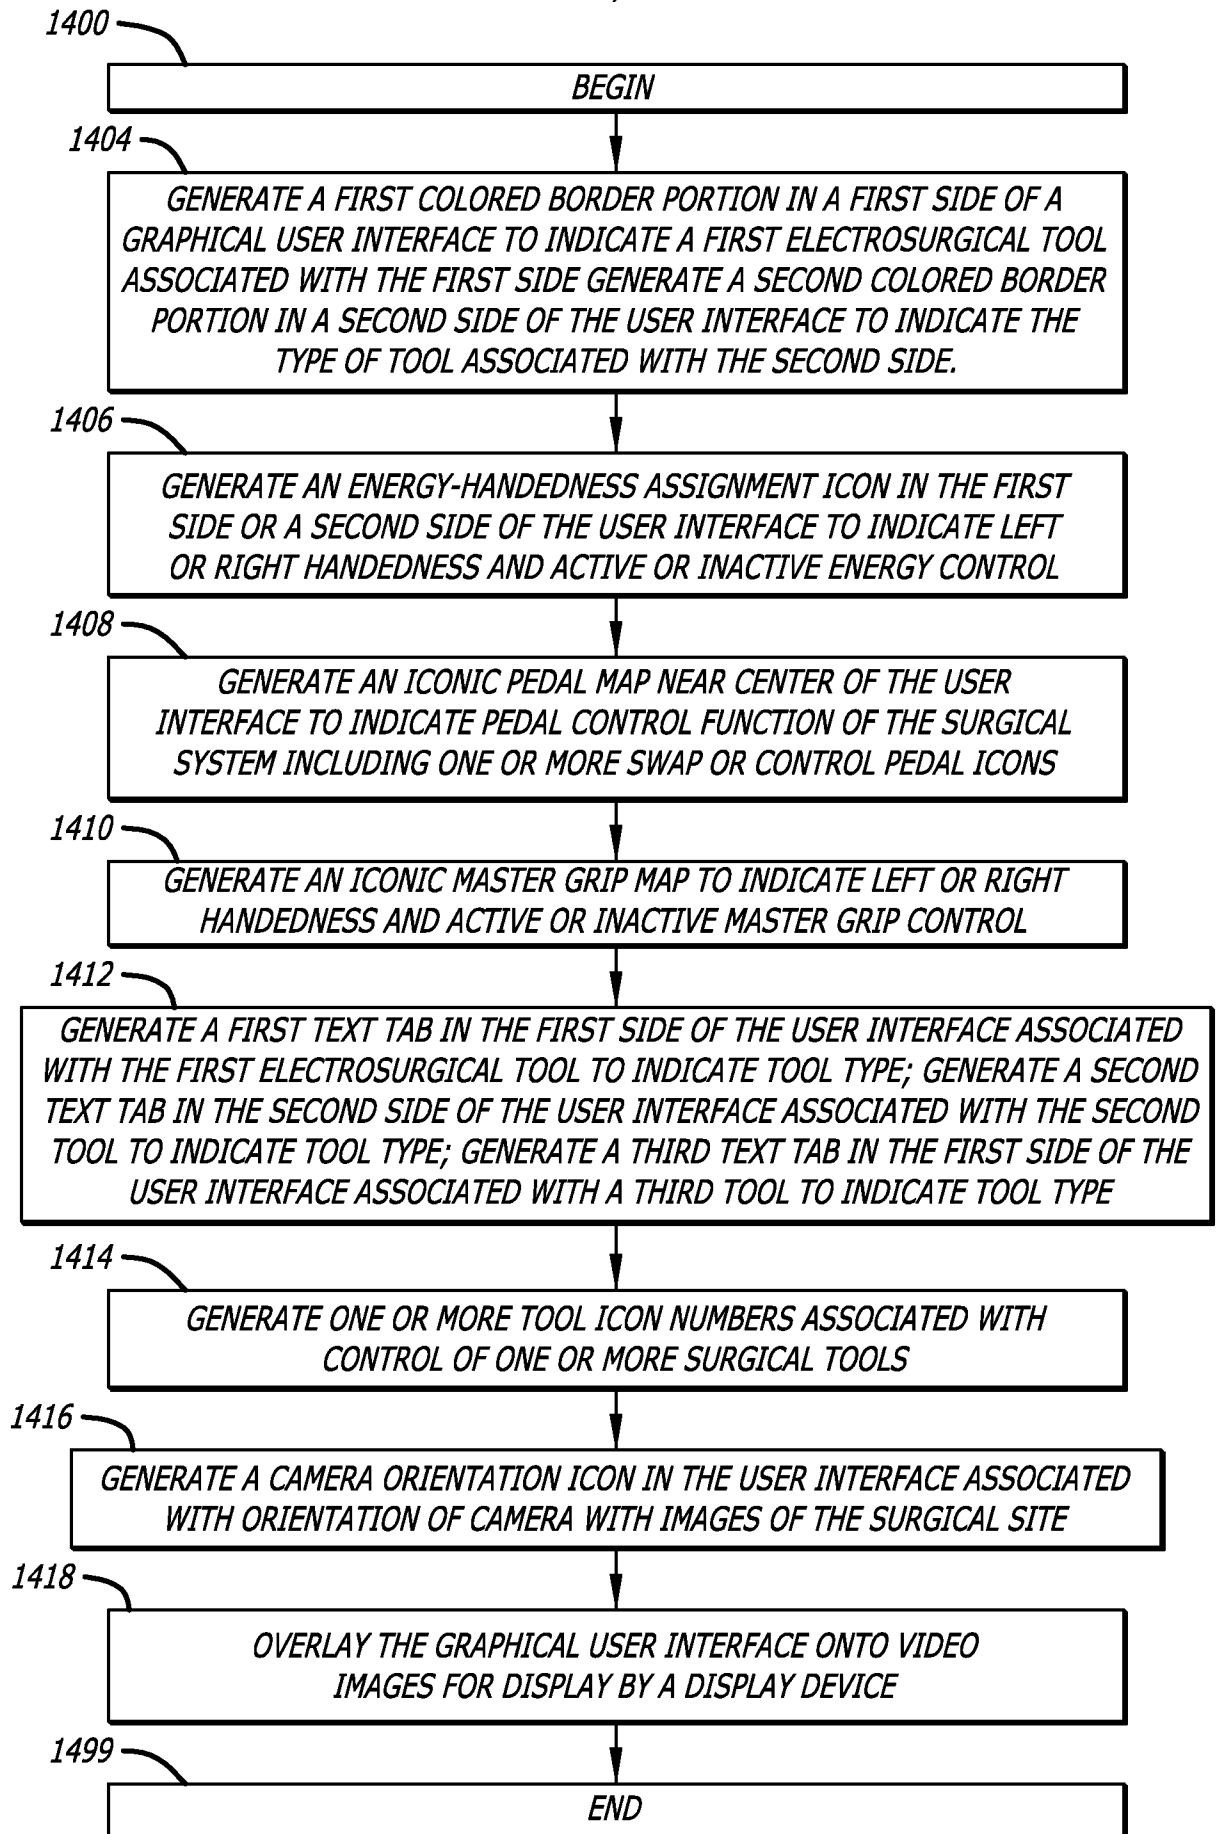 1400
BEGIN
1404
GENERATE A FIRST COLORED BORDER PORTION IN A FIRST SIDE OF A
GRAPHICAL USER INTERFACE TO INDICATE A FIRST ELECTROSURGICAL TOOL
ASSOCIATED WITH THE FIRST SIDE GENERATE A SECOND COLORED BORDER
PORTION IN A SECOND SIDE OF THE USER INTERFACE TO INDICATE THE
TYPE OF TOOL ASSOCIATED WITH THE SECOND SIDE.
1406
GENERATE AN ENERGY-HANDEDNESS ASSIGNMENT ICON IN THE FIRST
SIDE OR A SECOND SIDE OF THE USER INTERFACE TO INDICATE LEFT
OR RIGHT HANDEDNESS AND ACTIVE OR INACTIVE ENERGY CONTROL
1408
GENERATE AN ICONIC PEDAL MAP NEAR CENTER OF THE USER
INTERFACE TO INDICATE PEDAL CONTROL FUNCTION OF THE SURGICAL
SYSTEM INCLUDING ONE OR MORE SWAP OR CONTROL PEDAL ICONS
1410
GENERATE AN ICONIC MASTER GRIP MAP TO INDICATE LEFT OR RIGHT
HANDEDNESS AND ACTIVE OR INACTIVE MASTER GRIP CONTROL
1412
GENERATE A FIRST TEXT TAB IN THE FIRST SIDE OF THE USER INTERFACE ASSOCIATED
WITH THE FIRST ELECTROSURGICAL TOOL TO INDICATE TOOL TYPE; GENERATE A SECOND
TEXT TAB IN THE SECOND SIDE OF THE USER INTERFACE ASSOCIATED WITH THE SECOND
TOOL TO INDICATE TOOL TYPE; GENERATE A THIRD TEXT TAB IN THE FIRST SIDE OF THE
USER INTERFACE ASSOCIATED WITH A THIRD TOOL TO INDICATE TOOL TYPE
1414
GENERATE ONE OR MORE TOOL ICON NUMBERS ASSOCIATED WITH
CONTROL OF ONE OR MORE SURGICAL TOOLS
1416
GENERATE A CAMERA ORIENTATION ICON IN THE USER INTERFACE ASSOCIATED
WITH ORIENTATION OF CAMERA WITH IMAGES OF THE SURGICAL SITE
1418
OVERLAY THE GRAPHICAL USER INTERFACE ONTO VIDEO
IMAGES FOR DISPLAY BY A DISPLAY DEVICE
1499
END